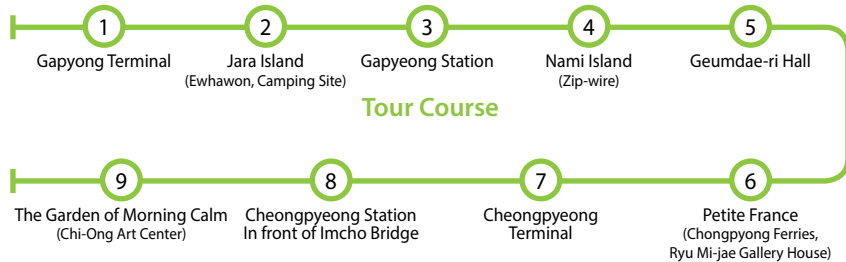 1
2
3
4
5
Gapyong Terminal
Jara Island
(Ewhawon, Camping Site)
Gapyeong Station
Nami Island
(Zip-wire)
Geumdae-ri Hall
Tour Course
9
8
7
6
The Garden of Morning Calm
(Chi-Ong Art Center)
Cheongpyeong Station
In front of Imcho Bridge
Cheongpyeong
Terminal
Petite France
(Chongpyong Ferries,
Ryu Mi-jae Gallery House)